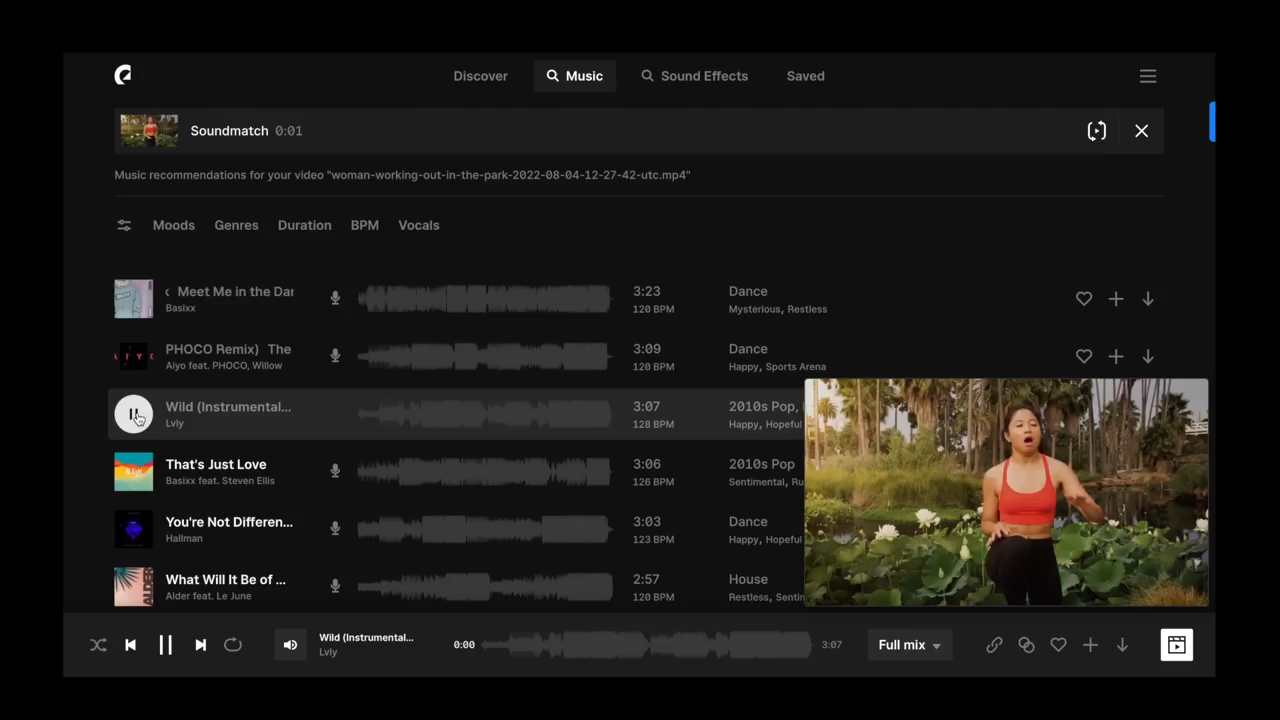 Discover Music Sound Effects Saved
Soundmatch 0:01
Music recommendations for your video "woman-working-out-in-the-park-2022-08-04-12-27-42-utc.mp4"
Moods Genres Duration BPM Vocals
Meet Me in the Dar 3:23 Dance
Basixx 120 BPM Mysterious, Restless
PHOCO Remix) The 3:09 Dance
Aiyo feat. PHOCO, Willow 120 BPM Happy, Sports Arena
Wild (Instrumental... 3:07 2010s Pop,
Lvly 128 BPM Happy, Hopeful
That's Just Love 3:06 2010s Pop
Basixx feat. Steven Ellis 126 BPM Sentimental,
You're Not Differen... 3:03 Dance
Hallman 123 BPM Happy, Hopeful
What Will It Be of ... 2:57 House
Alder feat. Le June 120 BPM Restless,
ALDER
Wild (Instrumental... 0:00 3:07 Full mix
Lvly